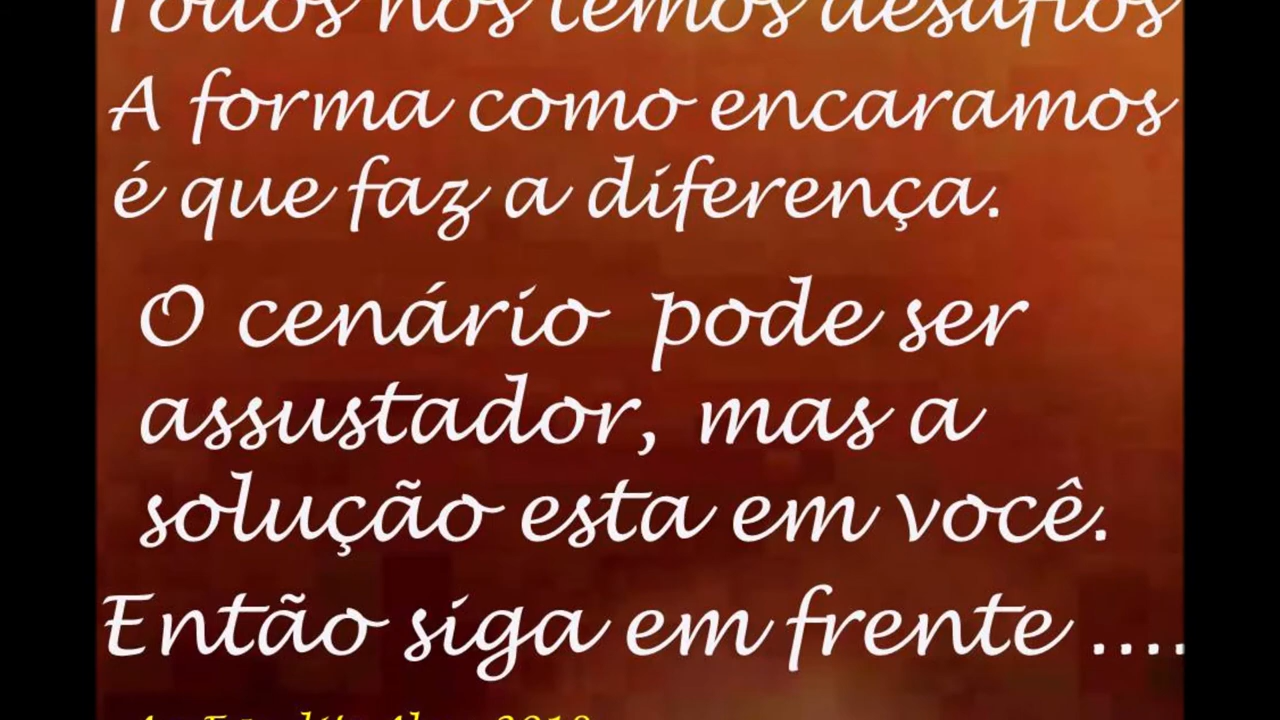 Todos nós temos desafios
A forma como encaramos
é que faz a diferença.
O cenário pode ser
assustador, mas a
solução esta em você.
Então siga em frente ....